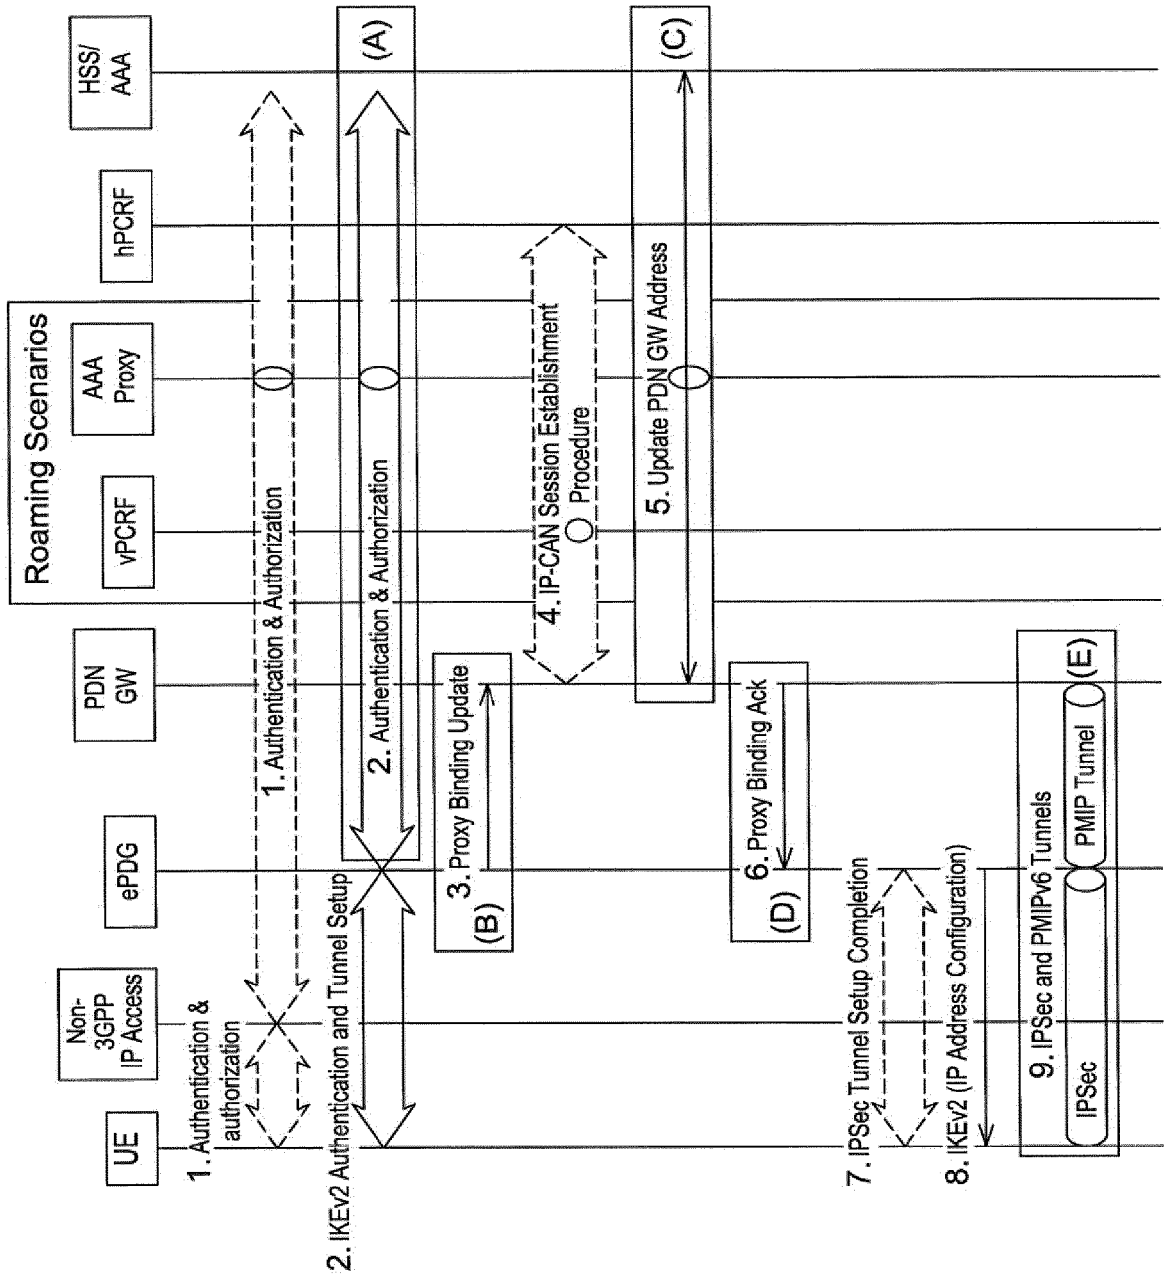 Roaming Scenarios
UE
Non-
3GPP
IP Access
ePDG
PDN
GW
vPCRF
AAA
Proxy
hPCRF
HSS/
AAA
1. Authentication &
authorization
1. Authentication & Authorization
2. IKEv2 Authentication and Tunnel Setup
2. Authentication & Authorization
(A)
3. Proxy Binding Update
(B)
4. IP-CAN Session Establishment
Procedure
5. Update PDN GW Address
(C)
6. Proxy Binding Ack
(D)
7. IPSec Tunnel Setup Completion
8. IKEv2 (IP Address Configuration)
9. IPSec and PMIPv6 Tunnels
IPSec
PMIP Tunnel
(E)